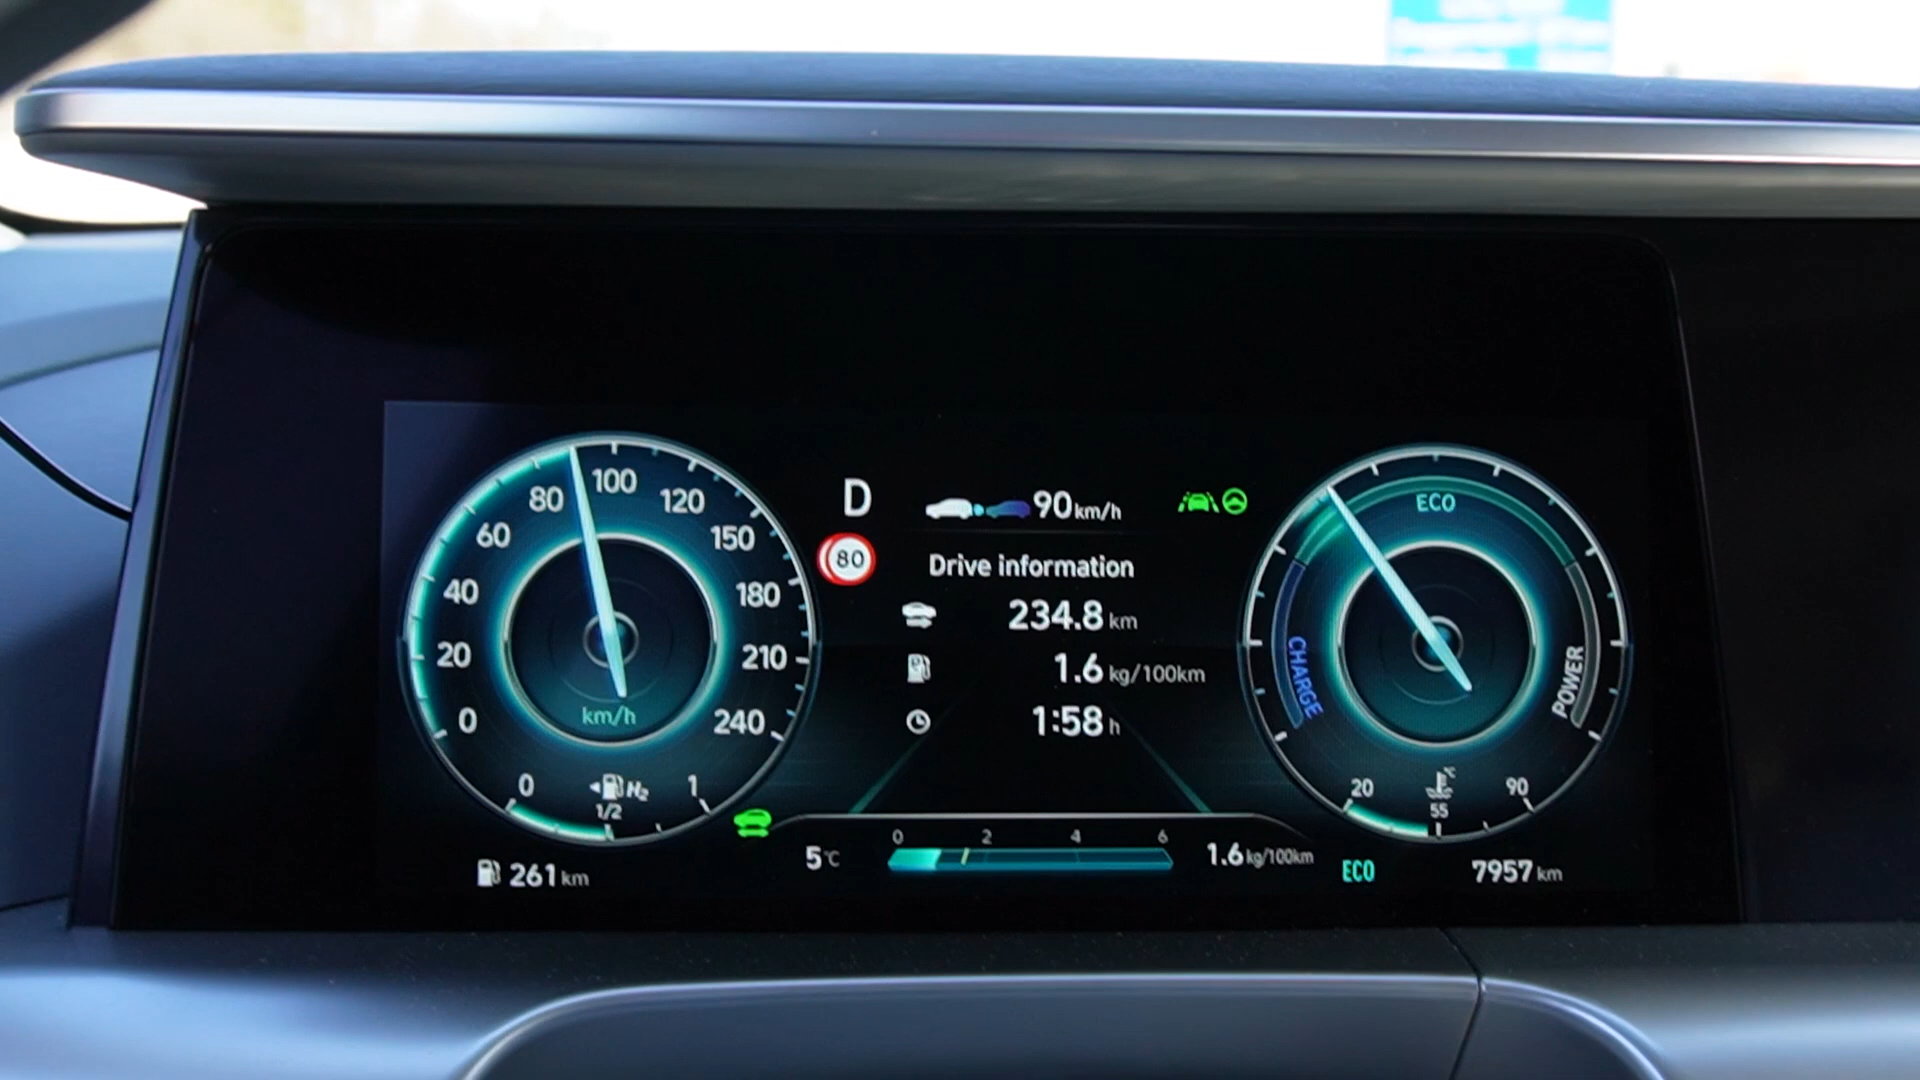 0
20
40
60
80
100
120
150
180
210
240
km/h
0
H₂
1/2
1
261 km
D
90 km/h
80
Drive information
234.8 km
1.6 kg/100km
1:58 h
5°C
0 2 4 6
1.6 kg/100km
ECO
CHARGE
POWER
20
55
90
ECO
7957 km